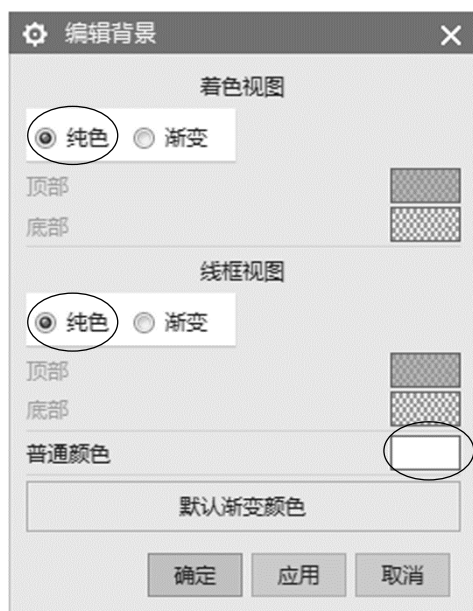 编辑背景
着色视图
纯色 渐变
顶部
底部
线框视图
纯色 渐变
顶部
底部
普通颜色
默认渐变颜色
确定 应用 取消